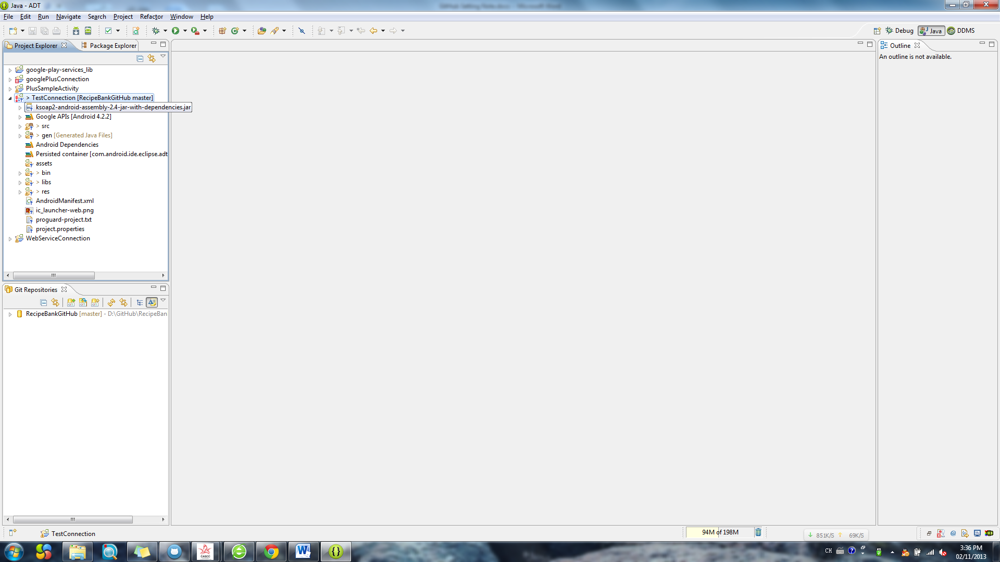 Java - ADT
File Edit Run Navigate Search Project Refactor Window Help
Debug Java DDMS
Project Explorer Package Explorer
google-play-services_lib
googlePlusConnection
PlusSampleActivity
> TestConnection [RecipeBankGitHub master]
ksoap2-android-assembly-2.4-jar-with-dependencies.jar
Google APIs [Android 4.2.2]
> src
> gen [Generated Java Files]
Android Dependencies
Persisted container [com.android.ide.eclipse.adt
assets
> bin
> libs
> res
AndroidManifest.xml
ic_launcher-web.png
proguard-project.txt
project.properties
WebServiceConnection
Git Repositories
RecipeBankGitHub [master] - D:\GitHub\RecipeBan
Outline
An outline is not available.
TestConnection
94M of 198M
851K/S 69K/S
CASCC
CH
3:36 PM
02/11/2013